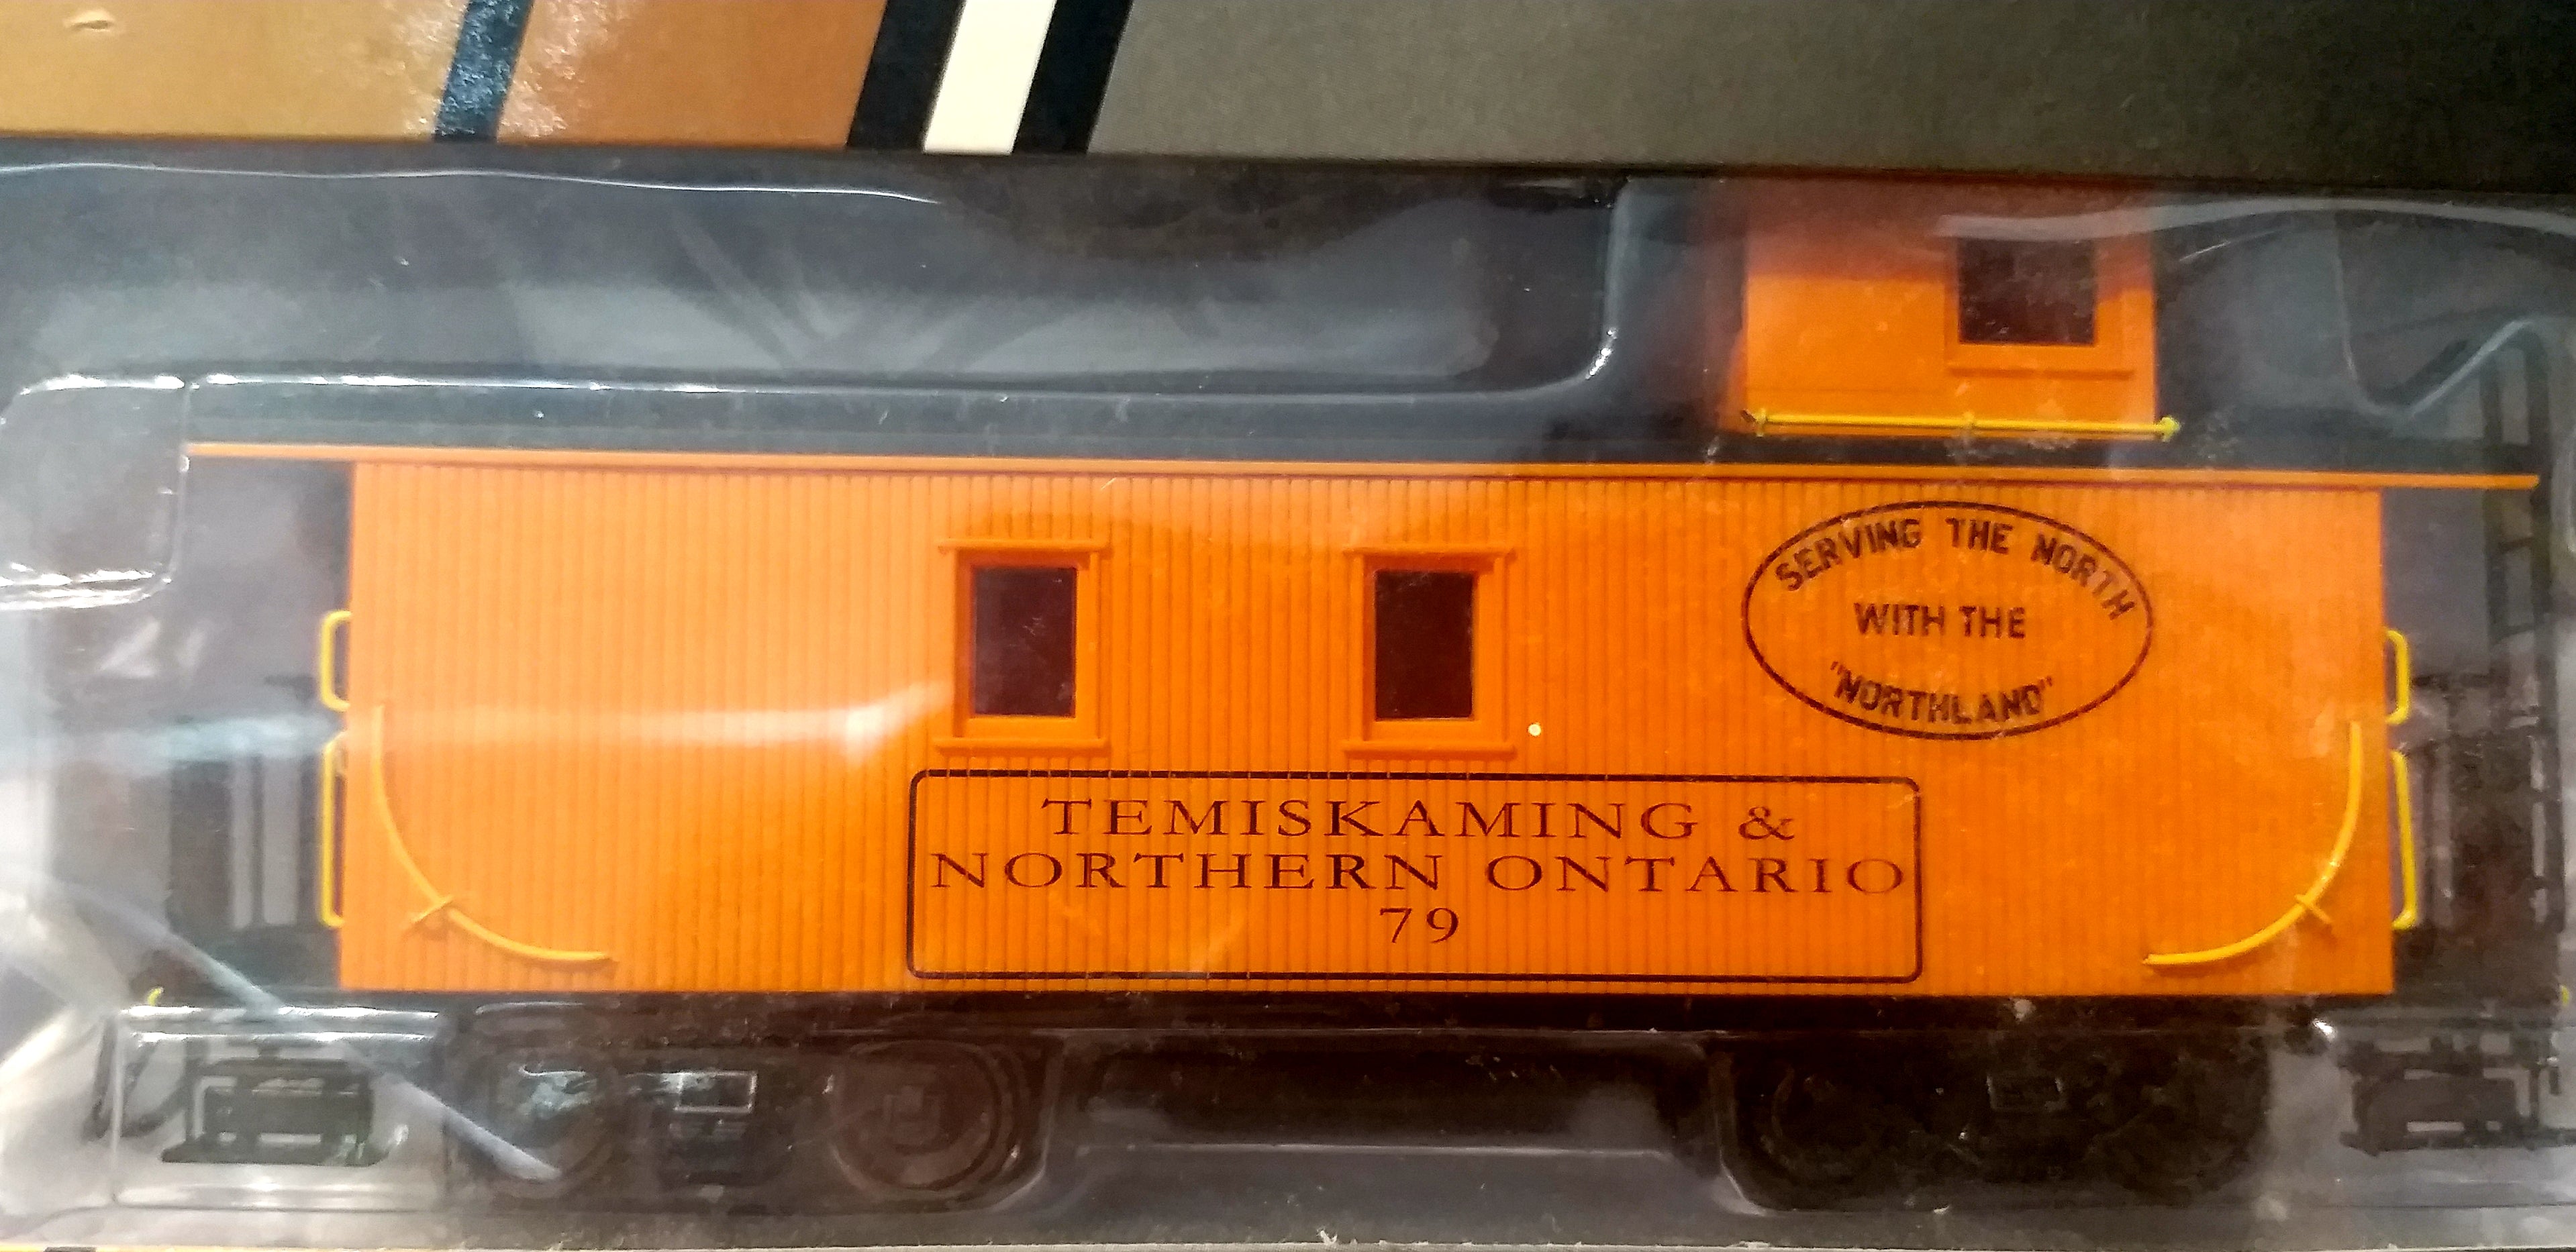 SERVING THE NORTH
WITH THE
"NORTHLAND"
TEMISKAMING &
NORTHERN ONTARIO
79